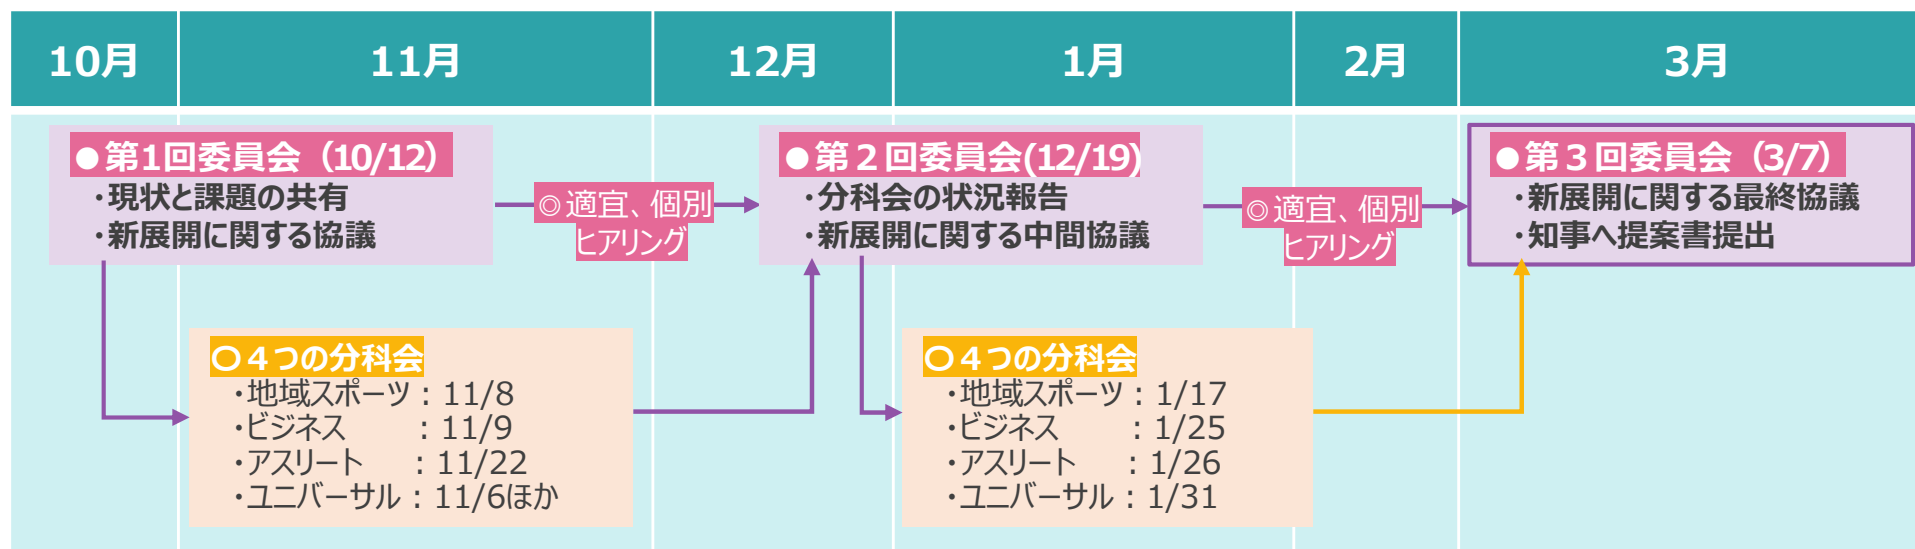 10月
11月
12月
1月
2月
3月
●第1回委員会（10/12）
・現状と課題の共有
・新展開に関する協議
◎適宜、個別
ヒアリング
●第２回委員会(12/19)
・分科会の状況報告
・新展開に関する中間協議
◎適宜、個別
ヒアリング
●第３回委員会（3/7）
・新展開に関する最終協議
・知事へ提案書提出
〇４つの分科会
・地域スポーツ：11/8
・ビジネス　　：11/9
・アスリート　：11/22
・ユニバーサル：11/6ほか
〇４つの分科会
・地域スポーツ：1/17
・ビジネス　　：1/25
・アスリート　：1/26
・ユニバーサル：1/31